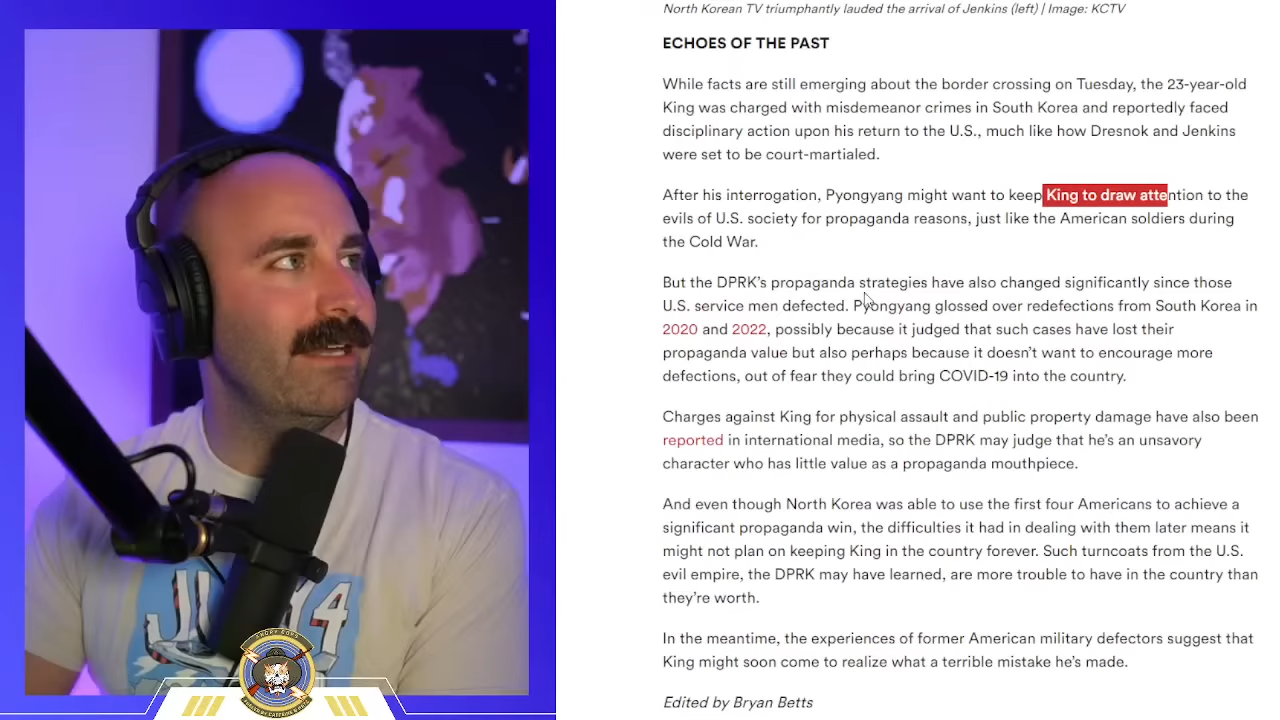 North Korean TV triumphantly lauded the arrival of Jenkins (left) | Image: KCTV
ECHOES OF THE PAST
While facts are still emerging about the border crossing on Tuesday, the 23-year-old
King was charged with misdemeanor crimes in South Korea and reportedly faced
disciplinary action upon his return to the U.S., much like how Dresnok and Jenkins
were set to be court-martialed.
After his interrogation, Pyongyang might want to keep King to draw attention to the
evils of U.S. society for propaganda reasons, just like the American soldiers during
the Cold War.
But the DPRK's propaganda strategies have also changed significantly since those
U.S. service men defected. Pyongyang glossed over redefections from South Korea in
2020 and 2022, possibly because it judged that such cases have lost their
propaganda value but also perhaps because it doesn't want to encourage more
defections, out of fear they could bring COVID-19 into the country.
Charges against King for physical assault and public property damage have also been
reported in international media, so the DPRK may judge that he's an unsavory
character who has little value as a propaganda mouthpiece.
And even though North Korea was able to use the first four Americans to achieve a
significant propaganda win, the difficulties it had in dealing with them later means it
might not plan on keeping King in the country forever. Such turncoats from the U.S.
evil empire, the DPRK may have learned, are more trouble to have in the country than
they're worth.
In the meantime, the experiences of former American military defectors suggest that
King might soon come to realize what a terrible mistake he's made.
Edited by Bryan Betts